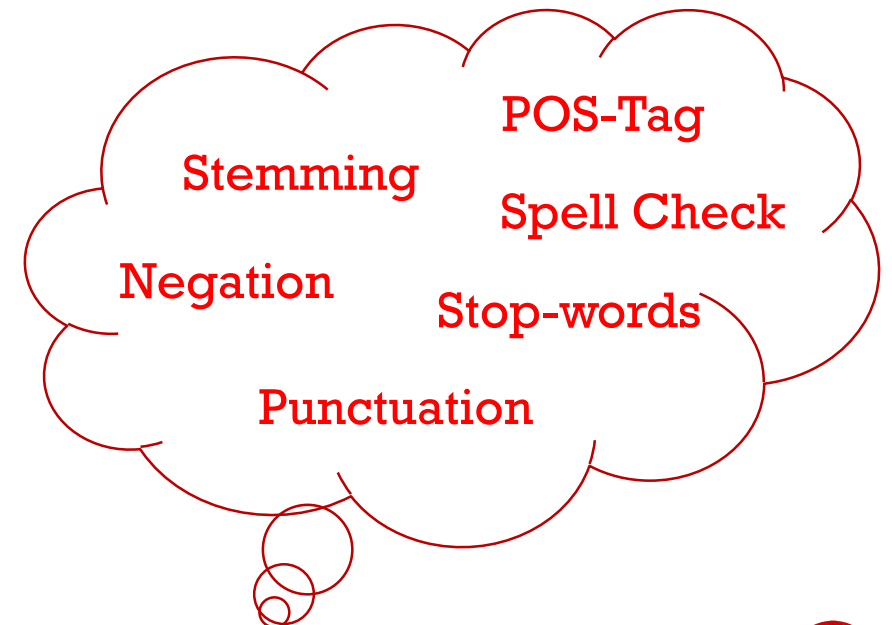 POS-Tag
Stemming
Spell Check
Negation
Stop-words
Punctuation